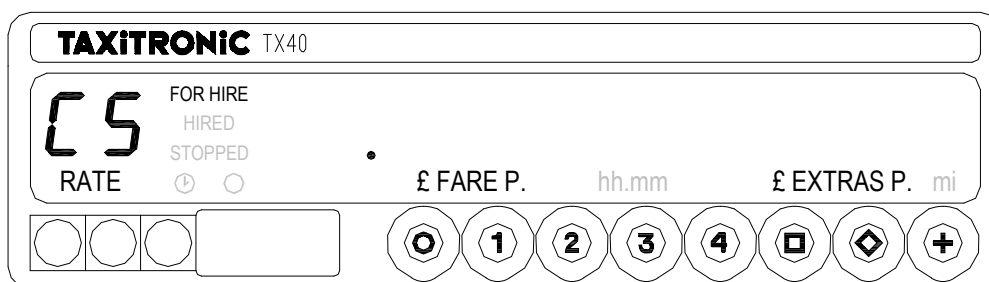 TAXiTRONiC TX40
C5
FOR HIRE
HIRED
STOPPED
RATE
£ FARE P. hh.mm £ EXTRAS P. mi
O 1 2 3 4 □ ◇ +